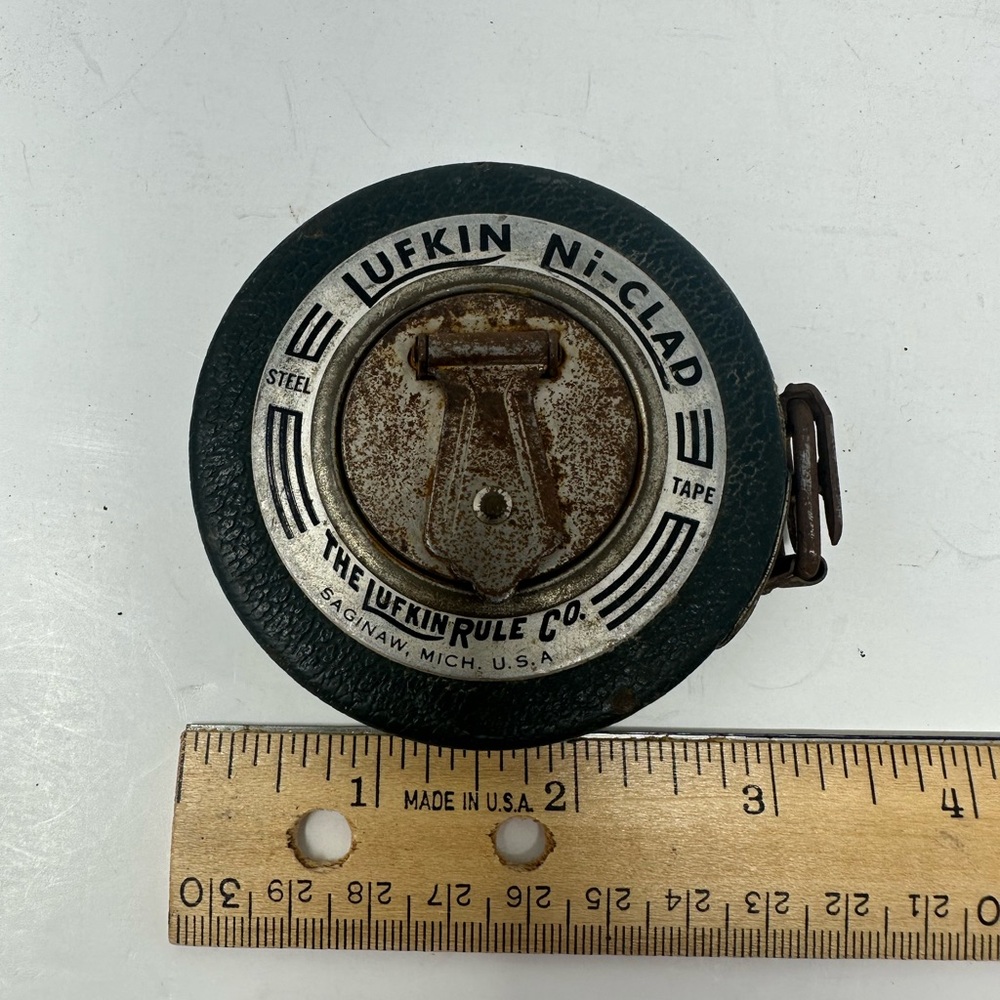 LUFKIN Ni-CLAD
STEEL
TAPE
THE LUFKIN RULE CO.
SAGINAW, MICH. U.S.A
1 2 3 4
MADE IN U.S.A.
30 29 28 27 26 25 24 23 22 21 20